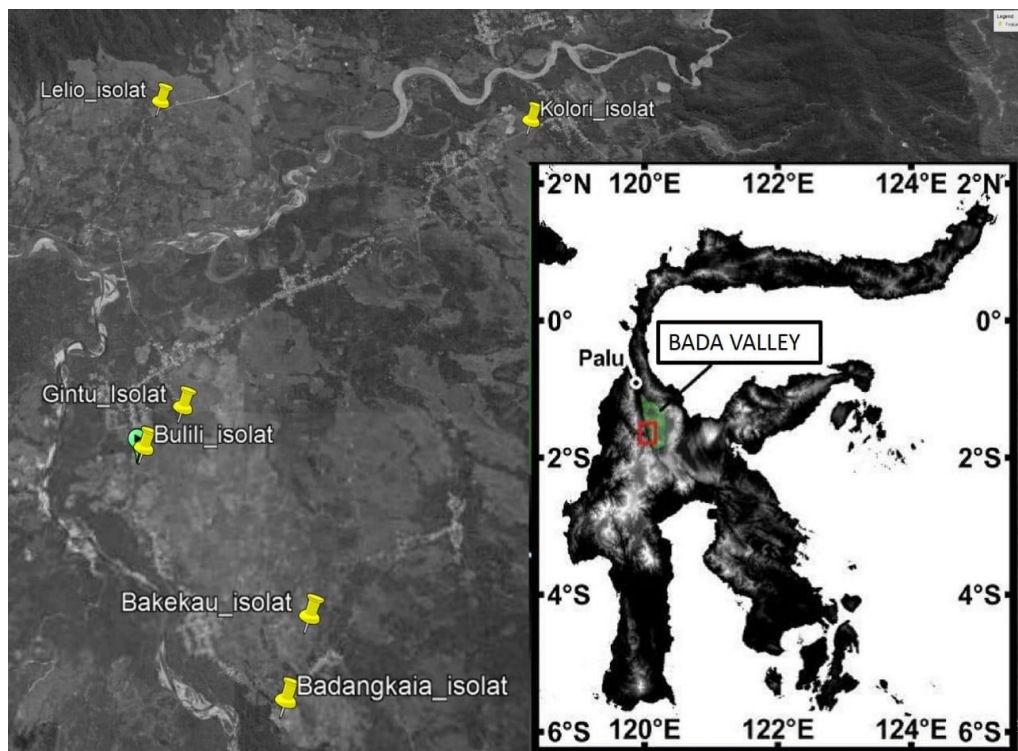 Legend
Lelio_isolat
Kolori_isolat
2°N 120°E 122°E 124°E 2°N
0° 0°
BADA VALLEY
Palu
Gintu_Isolat
Bulili_isolat
2°S 2°S
Bakekau_isolat
4°S 4°S
Badangkaia_isolat
6°S 120°E 122°E 124°E 6°S